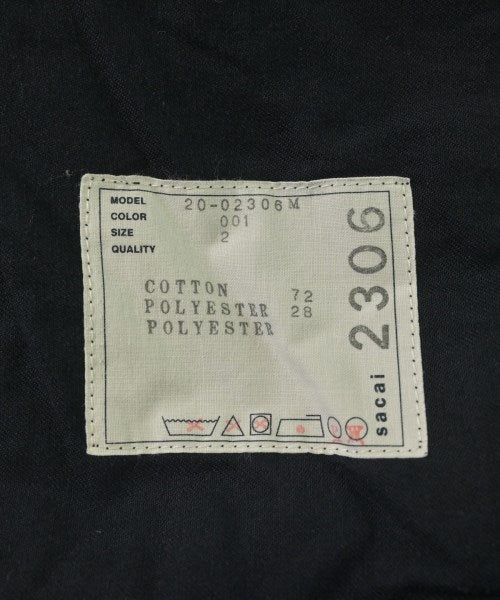 MODEL 20-02306M
COLOR 001
SIZE 2
QUALITY
COTTON 72
POLYESTER 28
POLYESTER
sacai 2306